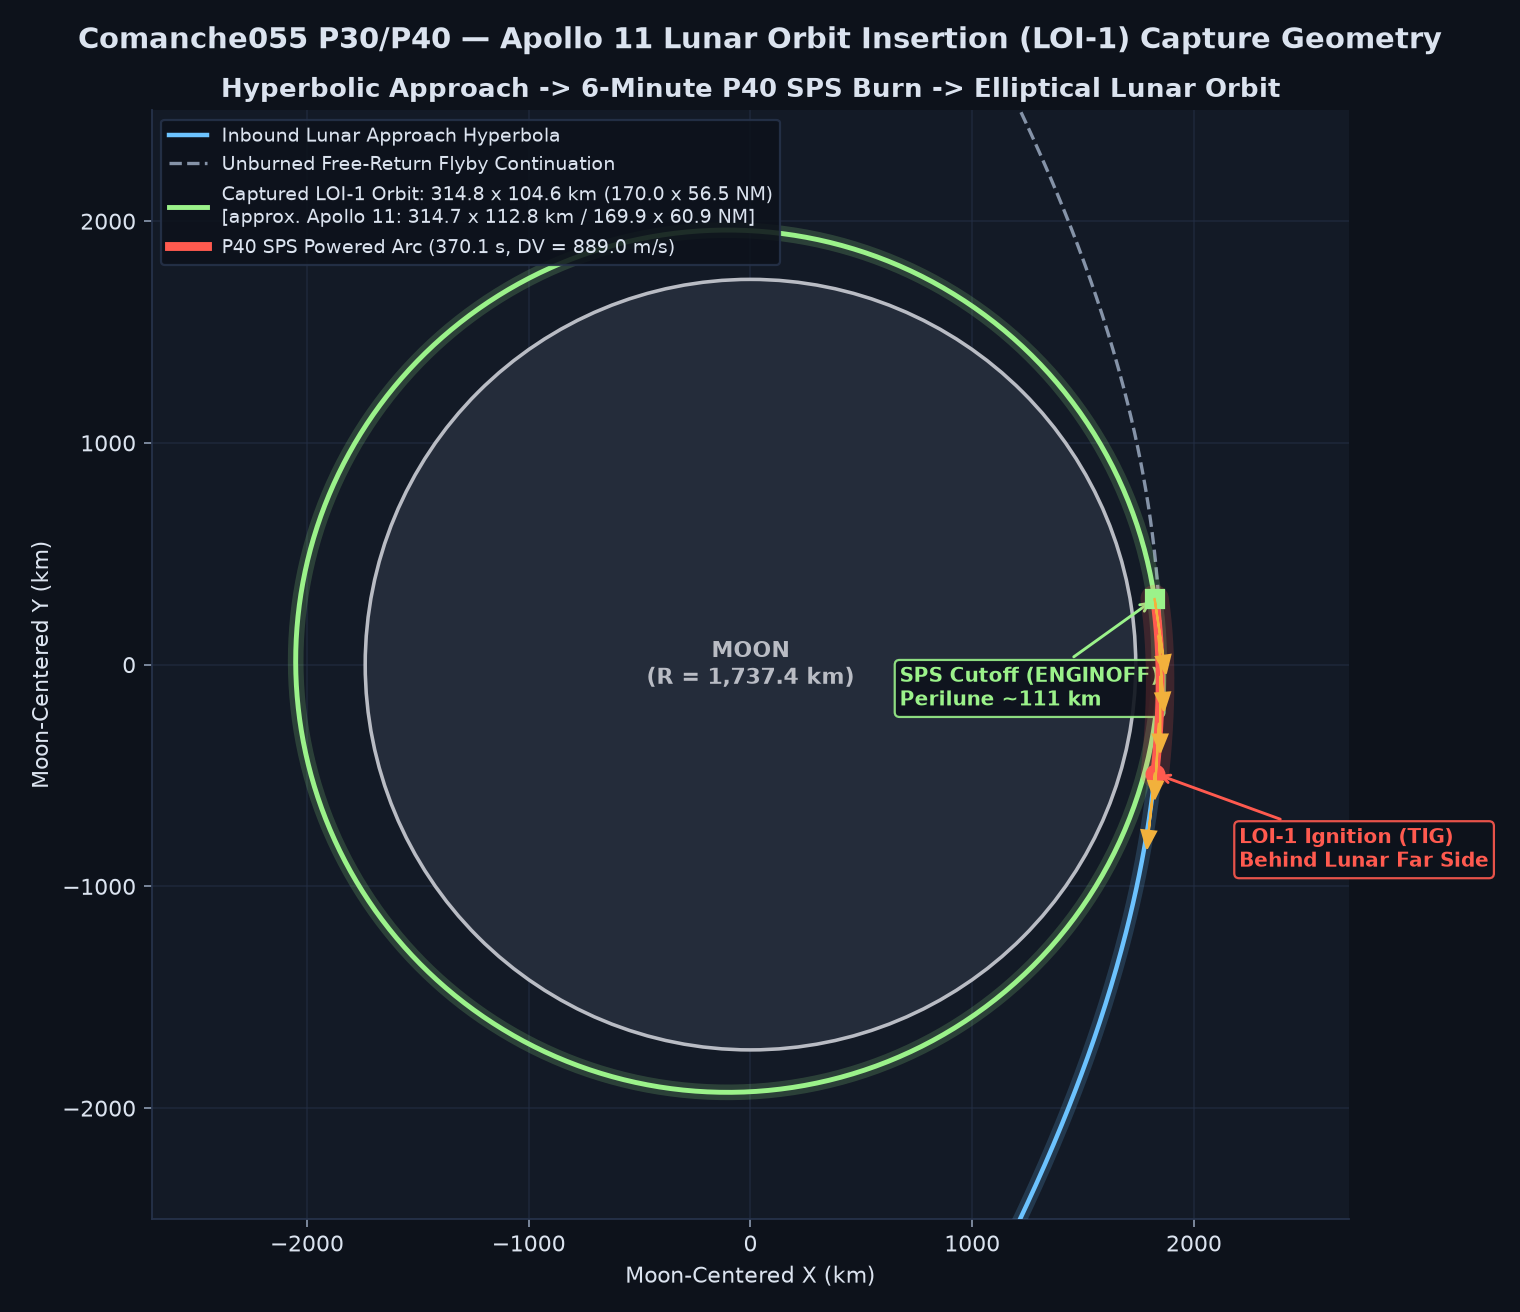 Comanche055 P30/P40 — Apollo 11 Lunar Orbit Insertion (LOI-1) Capture Geometry
Hyperbolic Approach -> 6-Minute P40 SPS Burn -> Elliptical Lunar Orbit
Inbound Lunar Approach Hyperbola
Unburned Free-Return Flyby Continuation
Captured LOI-1 Orbit: 314.8 x 104.6 km (170.0 x 56.5 NM)
[approx. Apollo 11: 314.7 x 112.8 km / 169.9 x 60.9 NM]
P40 SPS Powered Arc (370.1 s, DV = 889.0 m/s)
2000
1000
0
−1000
−2000
Moon-Centered Y (km)
MOON
(R = 1,737.4 km)
SPS Cutoff (ENGINOFF)
Perilune ~111 km
LOI-1 Ignition (TIG)
Behind Lunar Far Side
−2000
−1000
0
1000
2000
Moon-Centered X (km)